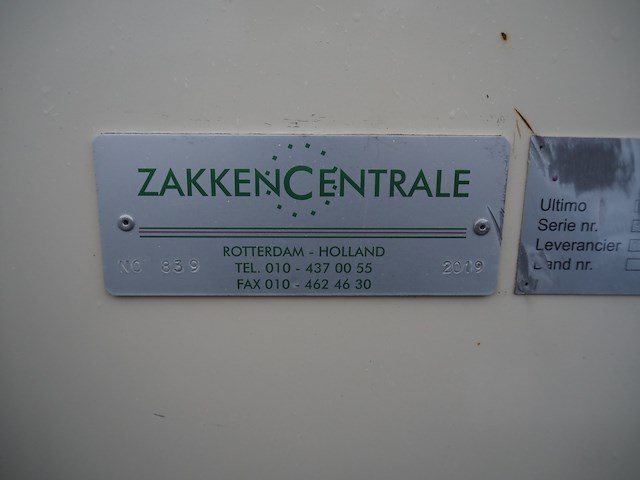 ZAKKENCENTRALE
ROTTERDAM - HOLLAND
NO 839 TEL. 010 - 437 00 55 2019
FAX 010 - 462 46 30
Ultimo
Serie nr.
Leverancier
nr.